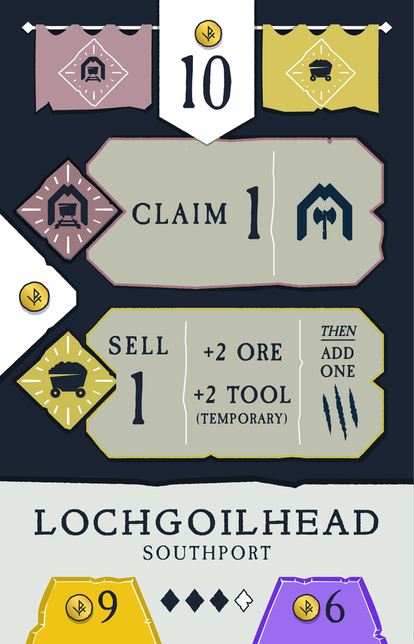 10
CLAIM 1
SELL
1
+2 ORE
+2 TOOL
(TEMPORARY)
THEN
ADD
ONE
LOCHGOILHEAD
SOUTHPORT
9
6